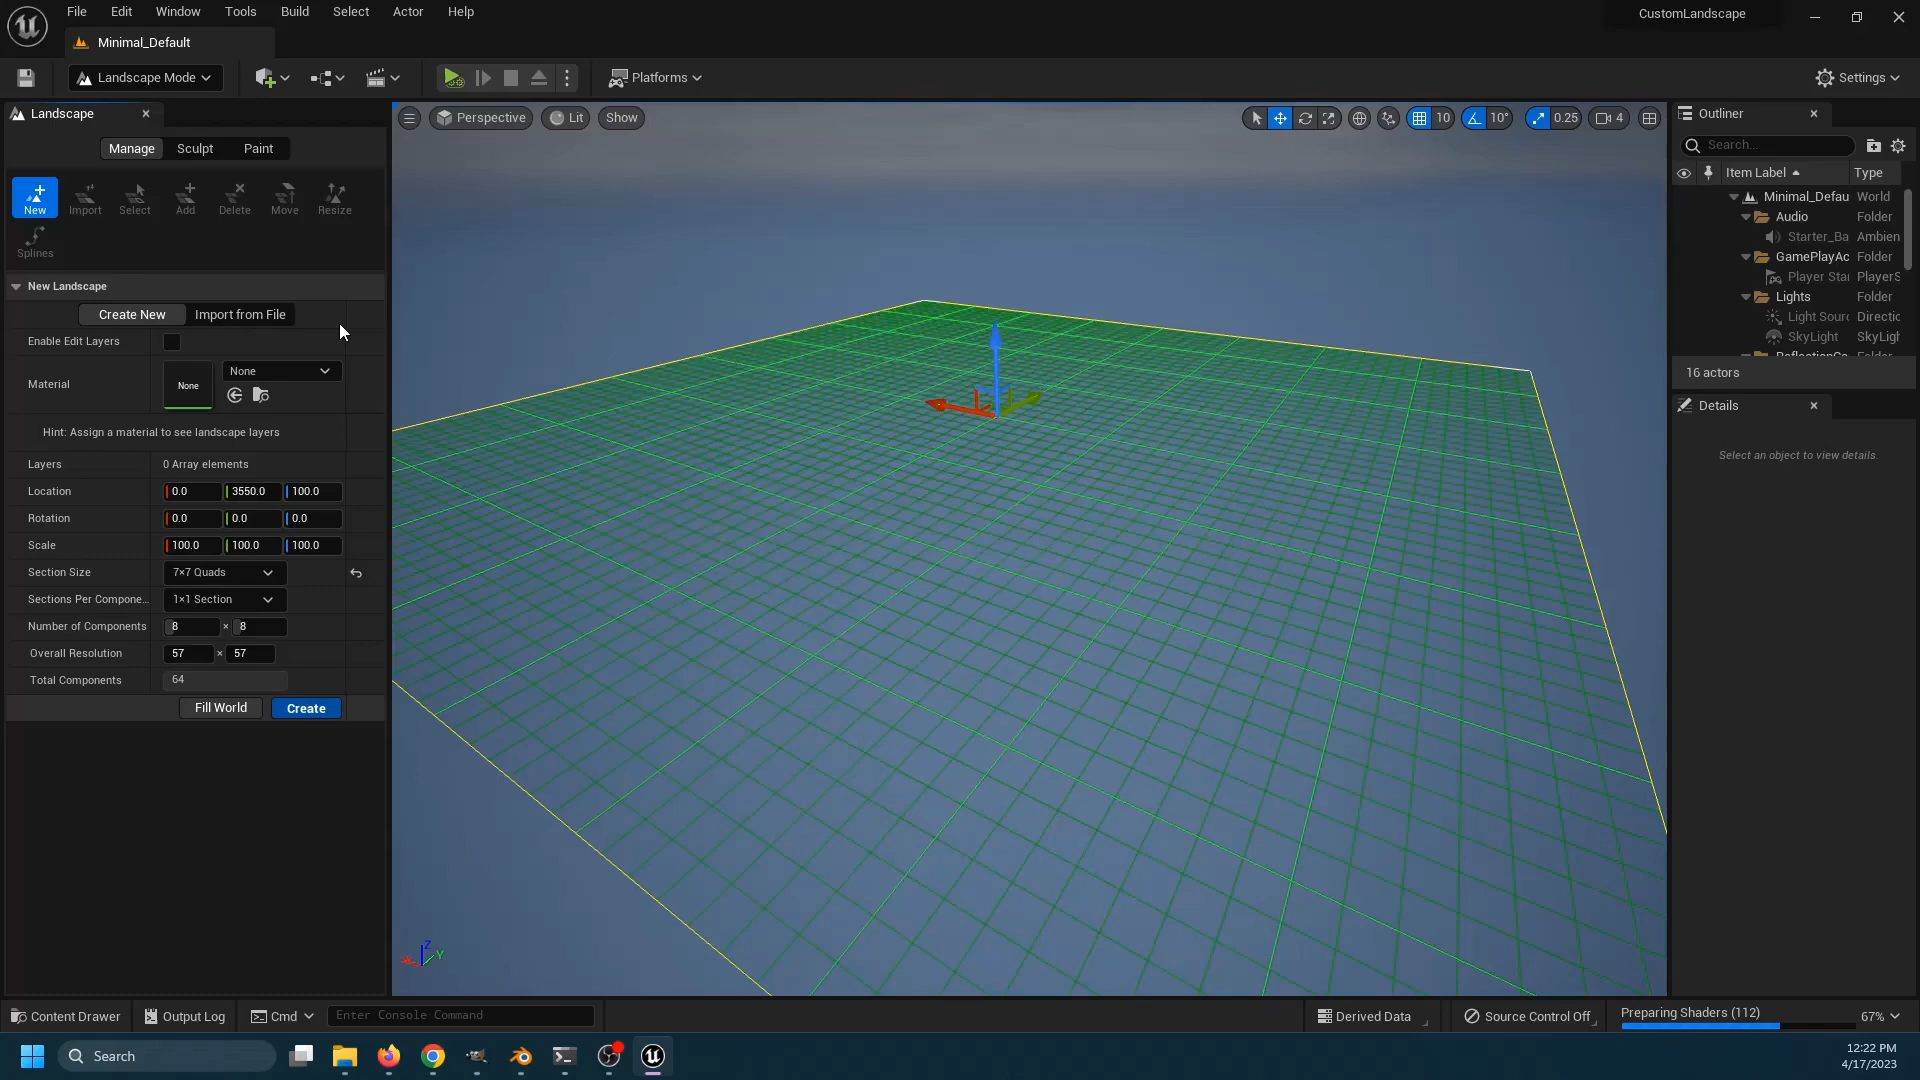 File Edit Window Tools Build Select Actor Help
CustomLandscape
Minimal_Default
Landscape Mode
Platforms
Settings
Landscape
Perspective Lit Show
10 10° 0.25 4
Outliner
Manage Sculpt Paint
Search...
Item Label Type
New Import Select Add Delete Move Resize
Splines
Minimal_Defau World
Audio Folder
Starter_Ba Ambien
GamePlayAc Folder
Player Star PlayerS
Lights Folder
Light Sourc Directic
SkyLight SkyLigh
ReflectionCa Folder
16 actors
Details
Select an object to view details.
New Landscape
Create New Import from File
Enable Edit Layers
Material None None
Hint: Assign a material to see landscape layers
Layers 0 Array elements
Location 0.0 3550.0 100.0
Rotation 0.0 0.0 0.0
Scale 100.0 100.0 100.0
Section Size 7×7 Quads
Sections Per Compone... 1×1 Section
Number of Components 8 × 8
Overall Resolution 57 × 57
Total Components 64
Fill World Create
Z
X Y
Content Drawer Output Log Cmd Enter Console Command
Derived Data Source Control Off Preparing Shaders (112) 67%
Search
12:22 PM
4/17/2023